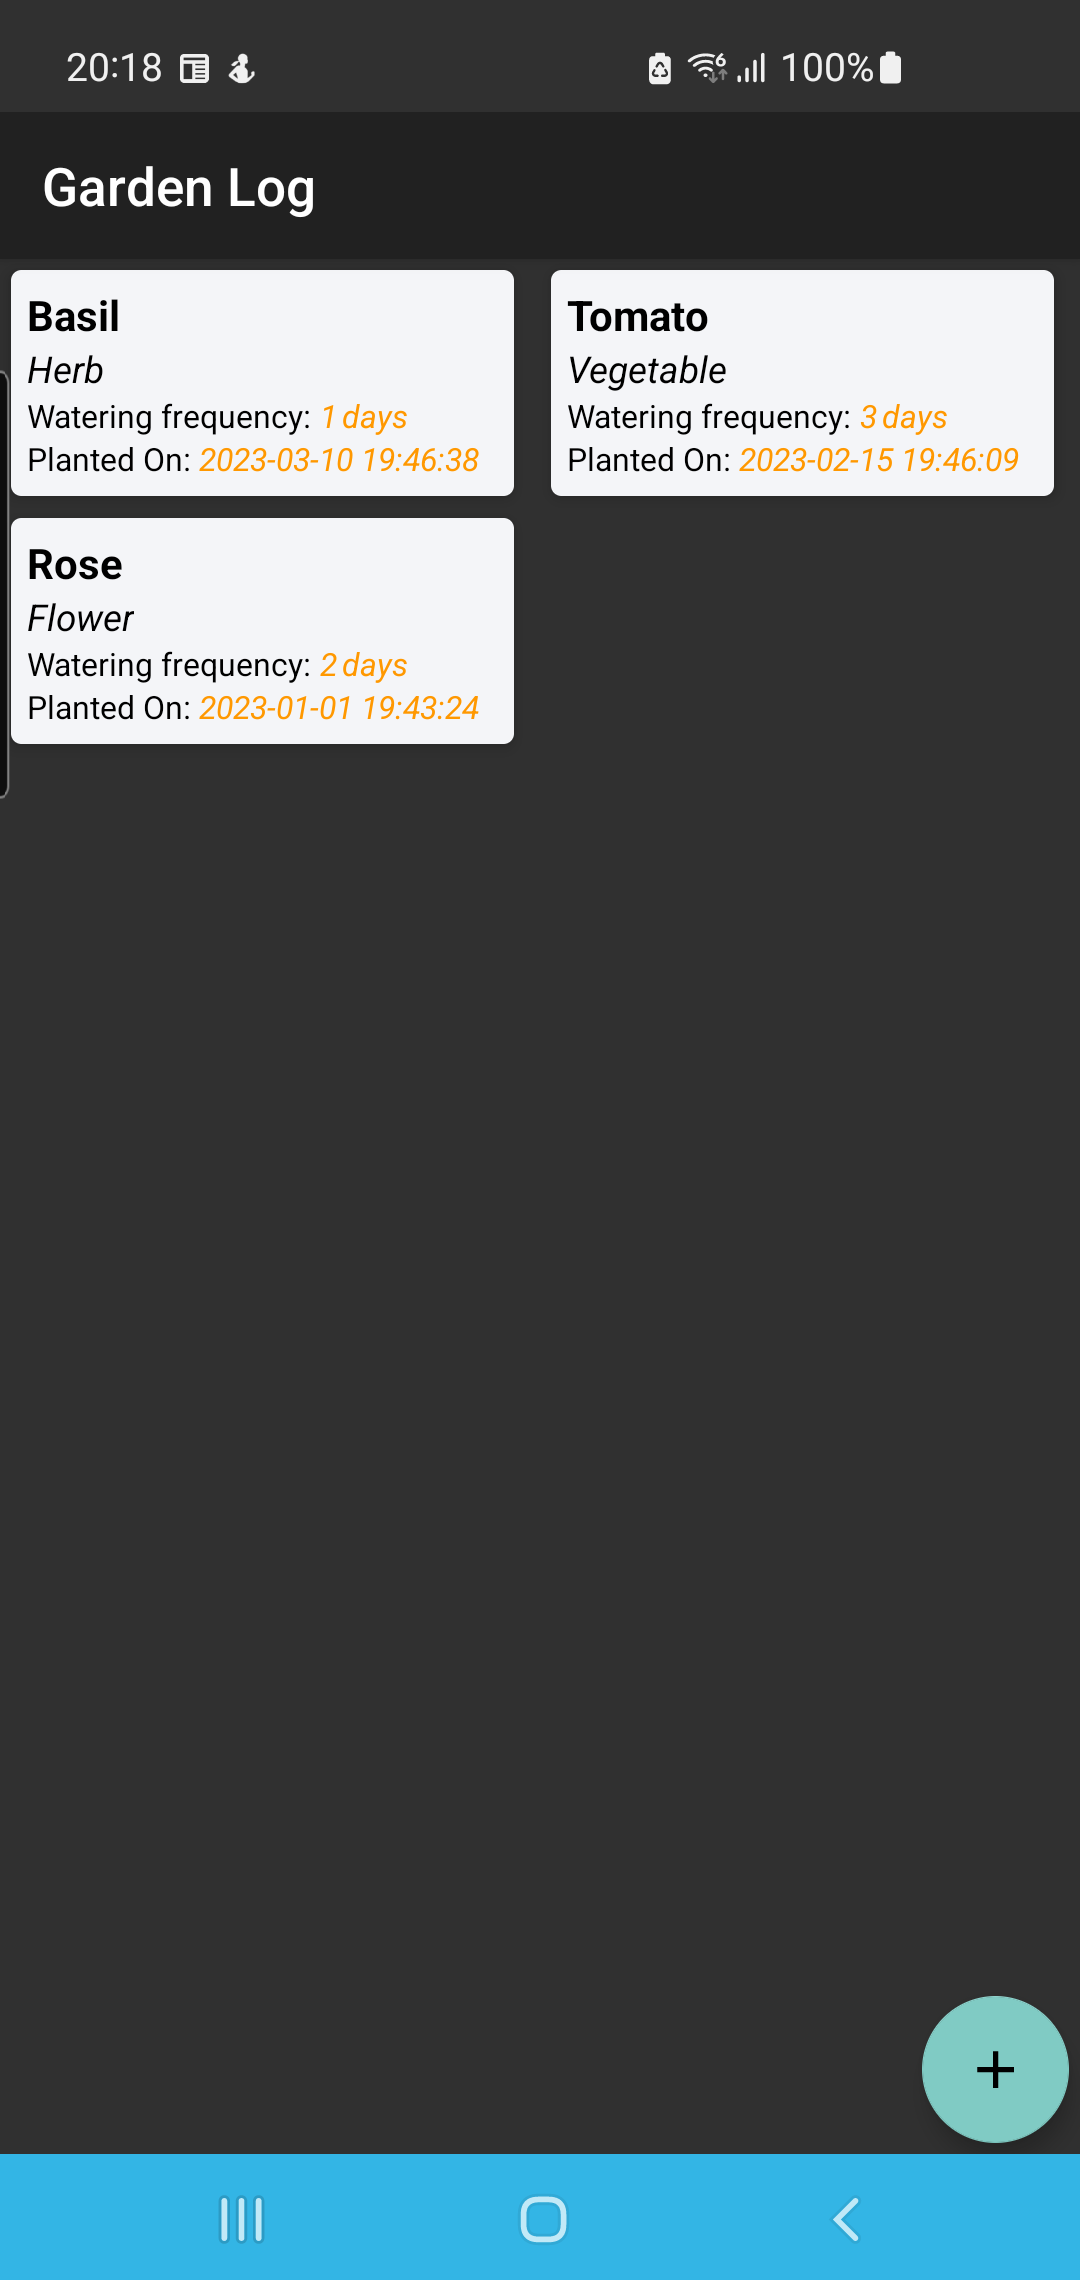 20:18
100%
Garden Log
Basil
Herb
Watering frequency: 1 days
Planted On: 2023-03-10 19:46:38
Tomato
Vegetable
Watering frequency: 3 days
Planted On: 2023-02-15 19:46:09
Rose
Flower
Watering frequency: 2 days
Planted On: 2023-01-01 19:43:24
+